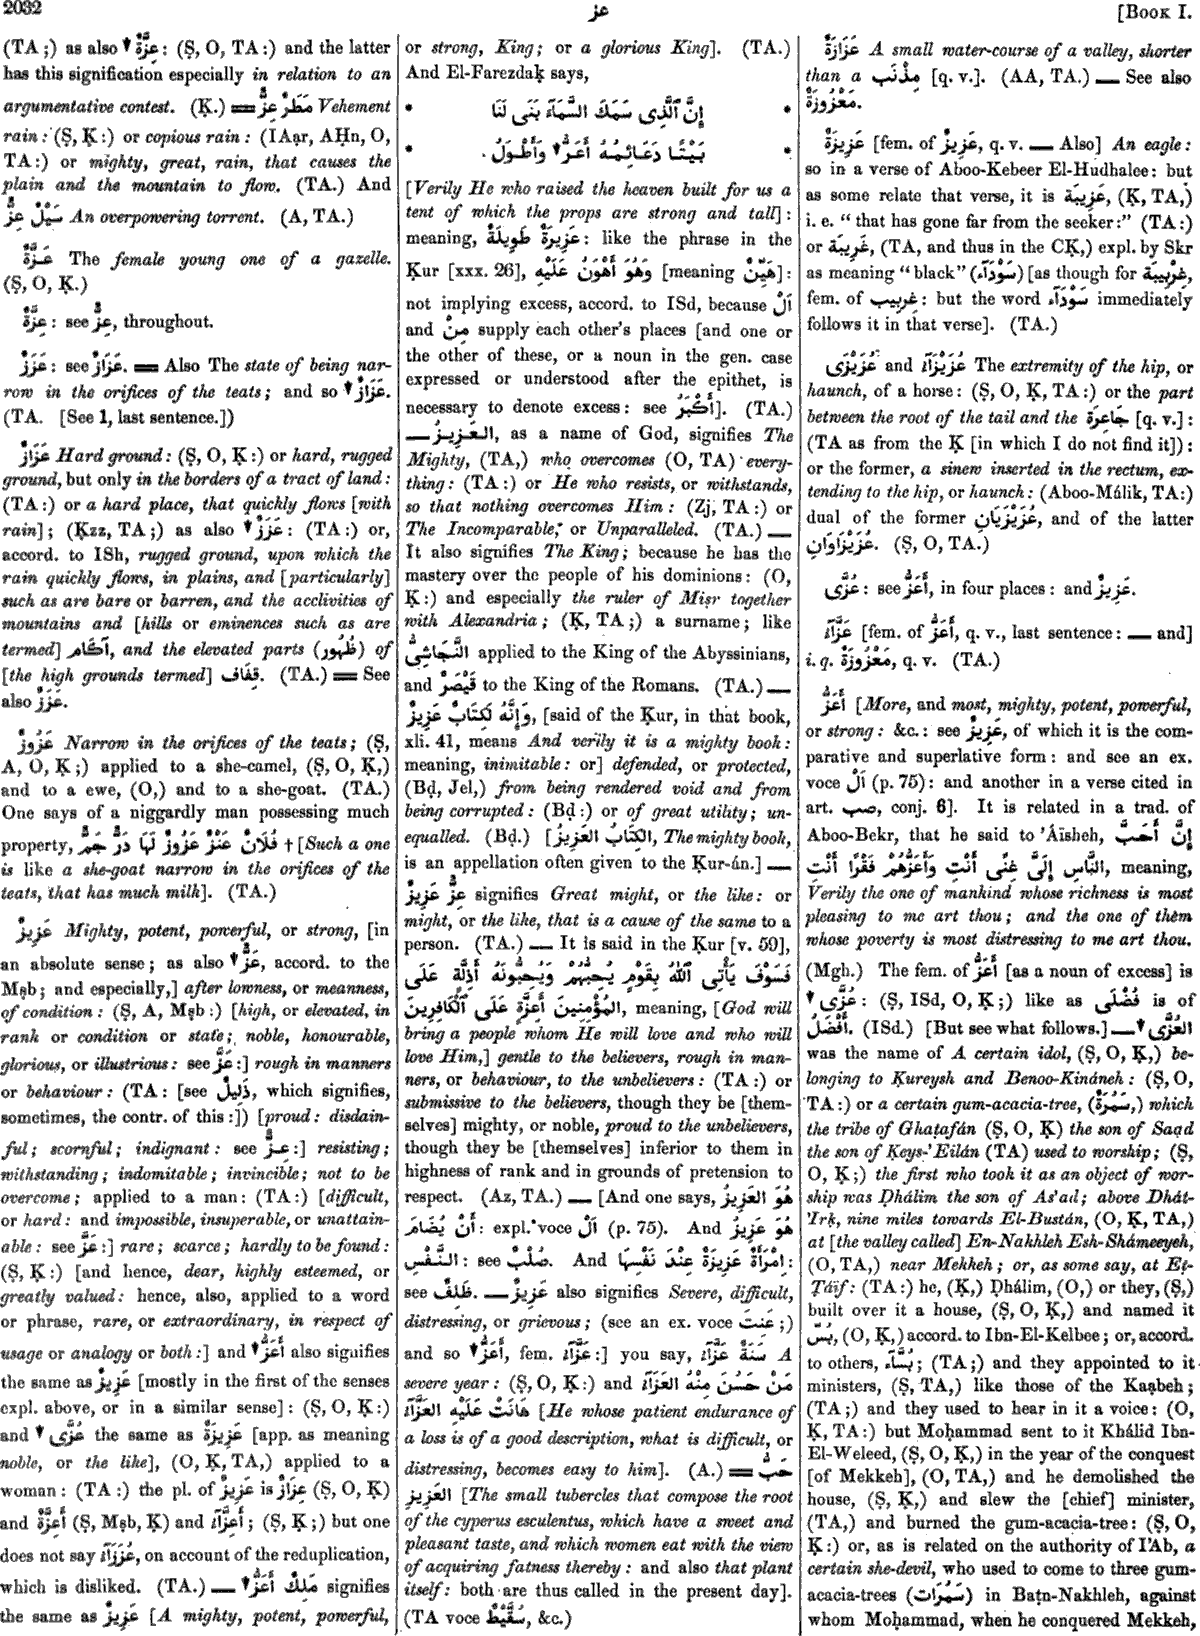 2032
عز
[BOOK I.
(TA;) as also ↓ عِزَّةٌ: (Ṣ, O, TA:) and the latter
has this signification especially in relation to an
argumentative contest. (Ḳ.) == مَطَرٌ عِزٌّ Vehement
rain: (Ṣ, Ḳ:) or copious rain: (IAạr, AḤn, O,
TA:) or mighty, great, rain, that causes the
plain and the mountain to flow. (TA.) And
سَيْلٌ عِزٌّ An overpowering torrent. (A, TA.)
عَزَّةٌ The female young one of a gazelle.
(Ṣ, O, Ḳ.)
عِزَّةٌ: see عِزٌّ, throughout.
عَزَزٌ: see عَزَازٌ. == Also The state of being nar-
row in the orifices of the teats; and so ↓ عَزَازٌ.
(TA. [See 1, last sentence.])
عَزَازٌ Hard ground: (Ṣ, O, Ḳ:) or hard, rugged
ground, but only in the borders of a tract of land:
(TA:) or a hard place, that quickly flows [with
rain]; (Ḳzz, TA;) as also ↓ عَزَزٌ: (TA:) or,
accord. to ISh, rugged ground, upon which the
rain quickly flows, in plains, and [particularly]
such as are bare or barren, and the acclivities of
mountains and [hills or eminences such as are
termed] آكَام, and the elevated parts (ظُهُور) of
[the high grounds termed] قِفَاف. (TA.) == See
also عَزَزٌ.
عَزُوزٌ Narrow in the orifices of the teats; (Ṣ,
A, O, Ḳ;) applied to a she-camel, (Ṣ, O, Ḳ,)
and to a ewe, (O,) and to a she-goat. (TA.)
One says of a niggardly man possessing much
property, فُلَانٌ عَنْزٌ عَزُوزٌ لَهَا دَرٌّ جَمٌّ † [Such a one
is like a she-goat narrow in the orifices of the
teats, that has much milk]. (TA.)
عَزِيزٌ Mighty, potent, powerful, or strong, [in
an absolute sense; as also ↓ عِزٌّ, accord. to the
Mṣb; and especially,] after lowness, or meanness,
of condition: (Ṣ, A, Mṣb:) [high, or elevated, in
rank or condition or state; noble, honourable,
glorious, or illustrious: see عَزَّ:] rough in manners
or behaviour: (TA: [see ذَلِيلٌ, which signifies,
sometimes, the contr. of this:]) [proud: disdain-
ful; scornful; indignant: see عَزَّ:] resisting;
withstanding; indomitable; invincible; not to be
overcome; applied to a man: (TA:) [difficult,
or hard: and impossible, insuperable, or unattain-
able: see عَزَّ:] rare; scarce; hardly to be found:
(Ṣ, Ḳ:) [and hence, dear, highly esteemed, or
greatly valued: hence, also, applied to a word
or phrase, rare, or extraordinary, in respect of
usage or analogy or both:] and ↓ أَعَزُّ also signifies
the same as عَزِيزٌ [mostly in the first of the senses
expl. above, or in a similar sense]: (Ṣ, O, Ḳ:)
and ↓ عُزَّى the same as عَزِيزَةٌ [app. as meaning
noble, or the like], (O, Ḳ, TA,) applied to a
woman: (TA:) the pl. of عَزِيزٌ is عِزَازٌ (Ṣ, O, Ḳ)
and أَعِزَّةٌ (Ṣ, Mṣb, Ḳ) and أَعِزَّآءُ; (Ṣ, Ḳ;) but one
does not say عُزَزَآءُ, on account of the reduplication,
which is disliked. (TA.) — ↓ مَلِكٌ أَعَزُّ signifies
the same as عَزِيزٌ [A mighty, potent, powerful,
or strong, King; or a glorious King]. (TA.)
And El-Farezdaḳ says,
* إِنَّ ٱلَّذِى سَمَكَ السَّمَآءَ بَنَى لَنَا *
* بَيْتًا دَعَائِمُهُ أَعَزُّ ↓ وَأَطْوَلُ *
[Verily He who raised the heaven built for us a
tent of which the props are strong and tall]:
meaning, عَزِيزَةٌ طَوِيلَةٌ: like the phrase in the
Ḳur [xxx. 26], وَهُوَ أَهْوَنُ عَلَيْهِ [meaning هَيِّنٌ]:
not implying excess, accord. to ISd, because اَلْ
and مِنْ supply each other's places [and one or
the other of these, or a noun in the gen. case
expressed or understood after the epithet, is
necessary to denote excess: see أَكْبَرُ]. (TA.)
— العَزِيزُ, as a name of God, signifies The
Mighty, (TA,) who overcomes (O, TA) every-
thing: (TA:) or He who resists, or withstands,
so that nothing overcomes Him: (Zj, TA:) or
The Incomparable, or Unparalleled. (TA.) —
It also signifies The King; because he has the
mastery over the people of his dominions: (O,
Ḳ:) and especially the ruler of Miṣr together
with Alexandria; (Ḳ, TA;) a surname; like
النَّجَاشِىُّ applied to the King of the Abyssinians,
and قَيْصَرُ to the King of the Romans. (TA.) —
وَإِنَّهُ لَكِتَابٌ عَزِيزٌ, [said of the Ḳur, in that book,
xli. 41, means And verily it is a mighty book:
meaning, inimitable: or] defended, or protected,
(Bḍ, Jel,) from being rendered void and from
being corrupted: (Bḍ:) or of great utility; un-
equalled. (Bḍ.) [الكِتَابُ العَزِيزُ, The mighty book,
is an appellation often given to the Ḳur-án.] —
عِزٌّ عَزِيزٌ signifies Great might, or the like: or
might, or the like, that is a cause of the same to a
person. (TA.) — It is said in the Ḳur [v. 59],
فَسَوْفَ يَأْتِى ٱللّٰهُ بِقَوْمٍ يُحِبُّهُمْ وَيُحِبُّونَهُ أَذِلَّةٍ عَلَى
المُؤْمِنِينَ أَعِزَّةٍ عَلَى ٱلْكَافِرِينَ, meaning, [God will
bring a people whom He will love and who will
love Him,] gentle to the believers, rough in man-
ners, or behaviour, to the unbelievers: (TA:) or
submissive to the believers, though they be [them-
selves] mighty, or noble, proud to the unbelievers,
though they be [themselves] inferior to them in
highness of rank and in grounds of pretension to
respect. (Az, TA.) — [And one says, هُوَ العَزِيزُ
أَنْ يُضَامَ: expl. voce اَلْ (p. 75). And هُوَ عَزِيزُ
النَّفْسِ: see صُلْبٌ. And اِمْرَأَةٌ عَزِيزَةٌ عِنْدَ نَفْسِهَا:
see ظَلِفٌ. — عَزِيزٌ also signifies Severe, difficult,
distressing, or grievous; (see an ex. voce عَنِتَ;)
and so ↓ أَعَزُّ, fem. عَزَّآءُ:] you say, سَنَةٌ عَزَّآءُ A
severe year: (Ṣ, O, Ḳ:) and مَنْ حَسُنَ مِنْهُ العَزَآءُ
هَانَتْ عَلَيْهِ العَزَّآءُ [He whose patient endurance of
a loss is of a good description, what is difficult, or
distressing, becomes easy to him]. (A.) == حَبُّ
العَزِيزِ [The small tubercles that compose the root
of the cyperus esculentus, which have a sweet and
pleasant taste, and which women eat with the view
of acquiring fatness thereby: and also that plant
itself: both are thus called in the present day].
(TA voce سُقَّيْطٌ, &c.)
عَزَازَةٌ A small water-course of a valley, shorter
than a مِذْنَب [q. v.]. (AA, TA.) — See also
مَعْزُوزَةٌ.
عَزِيزَةٌ [fem. of عَزِيزٌ, q. v. — Also] An eagle:
so in a verse of Aboo-Kebeer El-Hudhalee: but
as some relate that verse, it is عَزِيبَة, (Ḳ, TA,)
i. e. "that has gone far from the seeker:" (TA:)
or غَرِيبَة, (TA, and thus in the CḲ,) expl. by Skr
as meaning "black" (سَوْدَآء) [as though for غِرْبِيبَة,
fem. of غِرْبِيب: but the word سَوْدَآء immediately
follows it in that verse]. (TA.)
عُزَيْزَى and عُزَيْزَآءُ The extremity of the hip, or
haunch, of a horse: (Ṣ, O, Ḳ, TA:) or the part
between the root of the tail and the جَاعِرَة [q. v.]:
(TA as from the Ḳ [in which I do not find it]):
or the former, a sinew inserted in the rectum, ex-
tending to the hip, or haunch: (Aboo-Málik, TA:)
dual of the former عُزَيْزَيَانِ, and of the latter
عُزَيْزَاوَانِ. (Ṣ, O, TA.)
عُزَّى: see أَعَزُّ, in four places: and عَزِيزٌ.
عَزَّآءُ [fem. of أَعَزُّ, q. v., last sentence: — and]
i. q. مَعْزُوزَةٌ, q. v. (TA.)
أَعَزُّ [More, and most, mighty, potent, powerful,
or strong: &c.: see عَزِيزٌ, of which it is the com-
parative and superlative form: and see an ex.
voce اَلْ (p. 75): and another in a verse cited in
art. صب, conj. 6]. It is related in a trad. of
Aboo-Bekr, that he said to 'Áïsheh, إِنَّ أَحَبَّ
النَّاسِ إِلَىَّ غِنًى أَنْتِ وَأَعَزُّهُمْ فَقْرًا أَنْتِ, meaning,
Verily the one of mankind whose richness is most
pleasing to me art thou; and the one of them
whose poverty is most distressing to me art thou.
(Mgh.) The fem. of أَعَزُّ [as a noun of excess] is
↓ عُزَّى: (Ṣ, ISd, O, Ḳ;) like as فُضْلَى is of
أَفْضَلُ. (ISd.) [But see what follows.] — ↓ العُزَّى
was the name of A certain idol, (Ṣ, O, Ḳ,) be-
longing to Ḳureysh and Benoo-Kináneh: (Ṣ, O,
TA:) or a certain gum-acacia-tree, (سَمُرَةٌ,) which
the tribe of Ghaṭafán (Ṣ, O, Ḳ) the son of Saạd
the son of Ḳeys-'Eilán (TA) used to worship; (Ṣ,
O, Ḳ;) the first who took it as an object of wor-
ship was Ḍhálim the son of As'ad; above Dhát-
'Irḳ, nine miles towards El-Bustán, (O, Ḳ, TA,)
at [the valley called] En-Nakhleh Esh-Shámeeyeh,
(O, TA,) near Mekkeh; or, as some say, at Eṭ-
Ṭáïf: (TA:) he, (Ḳ,) Ḍhálim, (O,) or they, (Ṣ,)
built over it a house, (Ṣ, O, Ḳ,) and named it
بُسّ, (O, Ḳ,) accord. to Ibn-El-Kelbee; or, accord.
to others, بُسَّآء; (TA;) and they appointed to it
ministers, (Ṣ, TA,) like those of the Kaạbeh;
(TA;) and they used to hear in it a voice: (O,
Ḳ, TA:) but Moḥammad sent to it Khálid Ibn-
El-Weleed, (Ṣ, O, Ḳ,) in the year of the conquest
[of Mekkeh], (O, TA,) and he demolished the
house, (Ṣ, Ḳ,) and slew the [chief] minister,
(TA,) and burned the gum-acacia-tree: (Ṣ, O,
Ḳ:) or, as is related on the authority of I'Ab, a
certain she-devil, who used to come to three gum-
acacia-trees (سَمُرَات) in Baṭn-Nakhleh, against
whom Moḥammad, when he conquered Mekkeh,